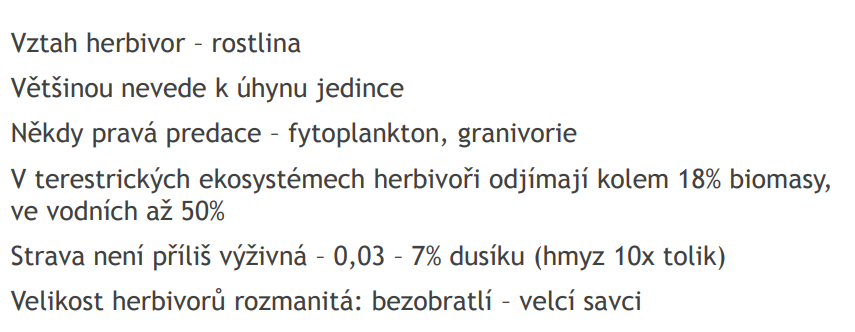 Vztah herbivor – rostlina
Většinou nevede k úhynu jedince
Někdy pravá predace – fytoplankton, granivorie
V terestrických ekosystémech herbivoři odjímají kolem 18% biomasy,
ve vodních až 50%
Strava není příliš výživná – 0,03 – 7% dusíku (hmyz 10x tolik)
Velikost herbivorů rozmanitá: bezobratlí – velcí savci